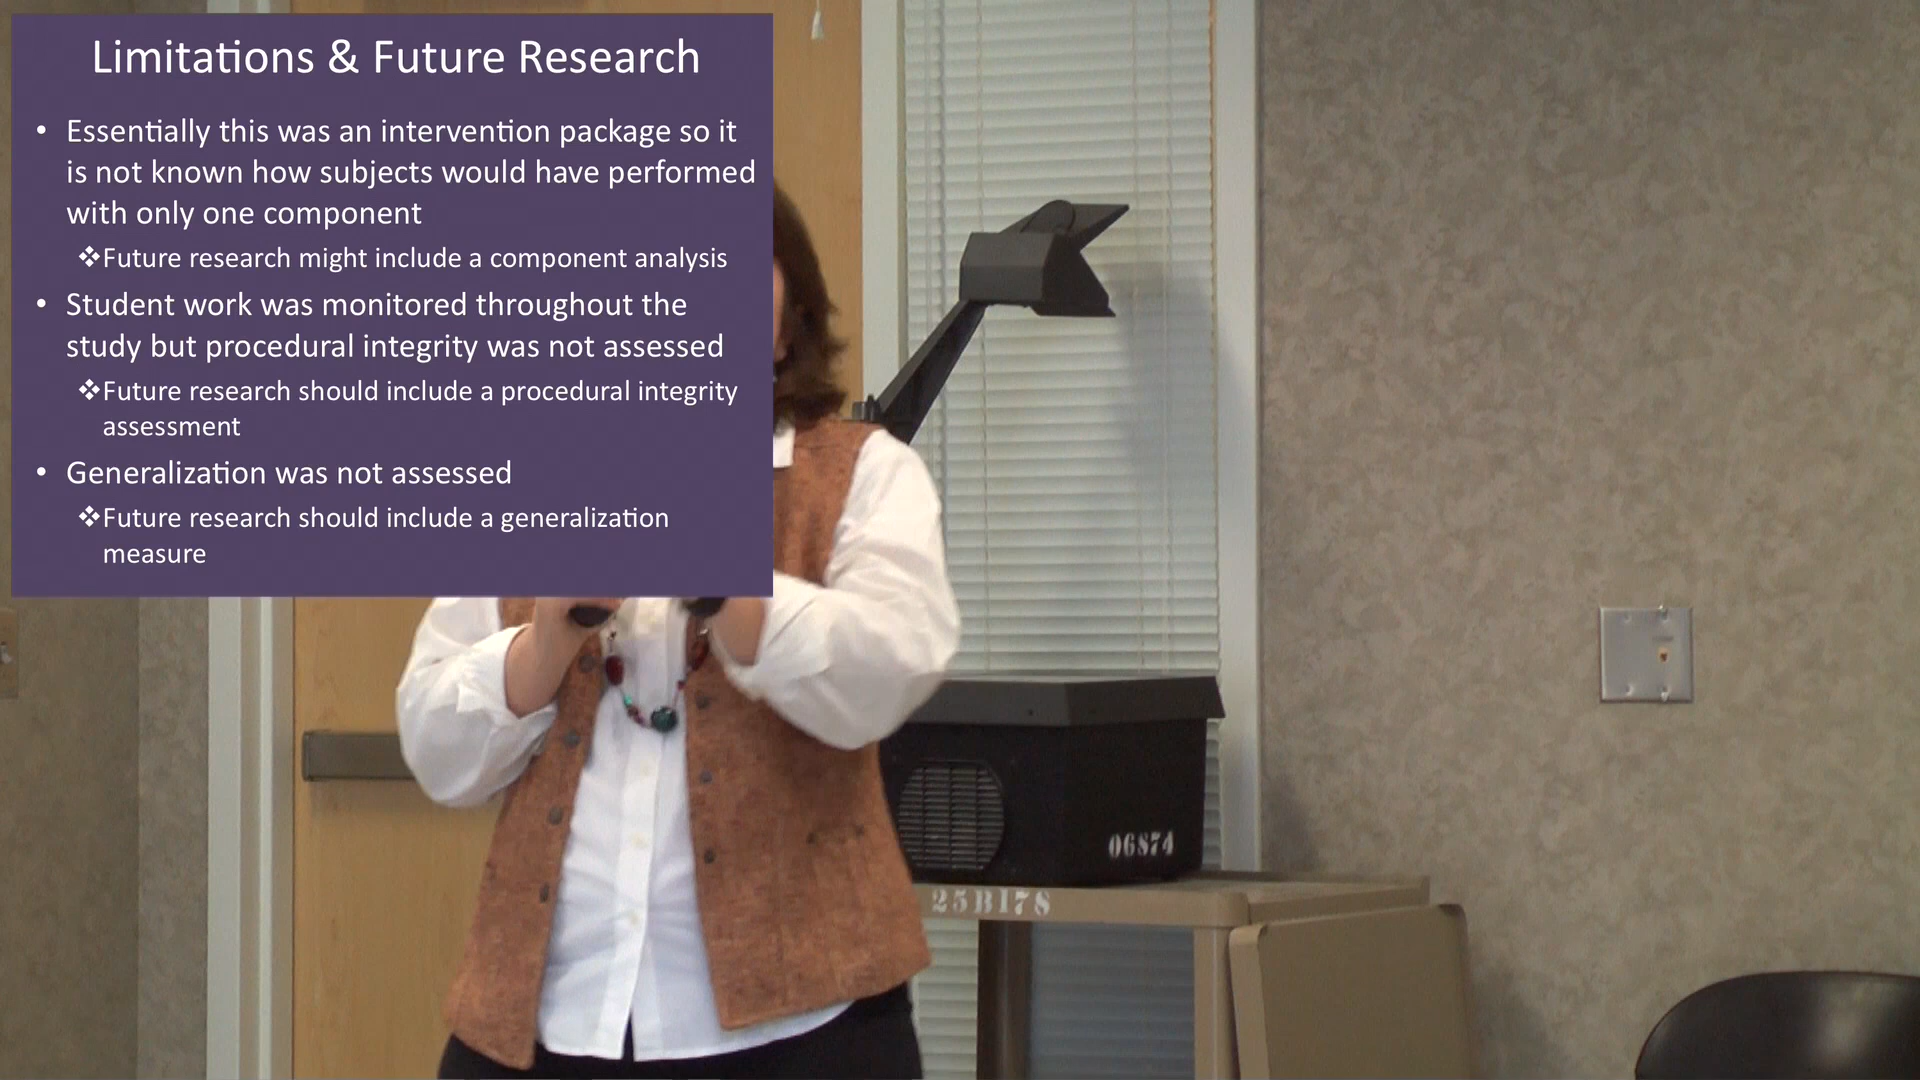 Limitations & Future Research
• Essentially this was an intervention package so it
is not known how subjects would have performed
with only one component
❖Future research might include a component analysis
• Student work was monitored throughout the
study but procedural integrity was not assessed
❖Future research should include a procedural integrity
assessment
• Generalization was not assessed
❖Future research should include a generalization
measure
06874
25B178